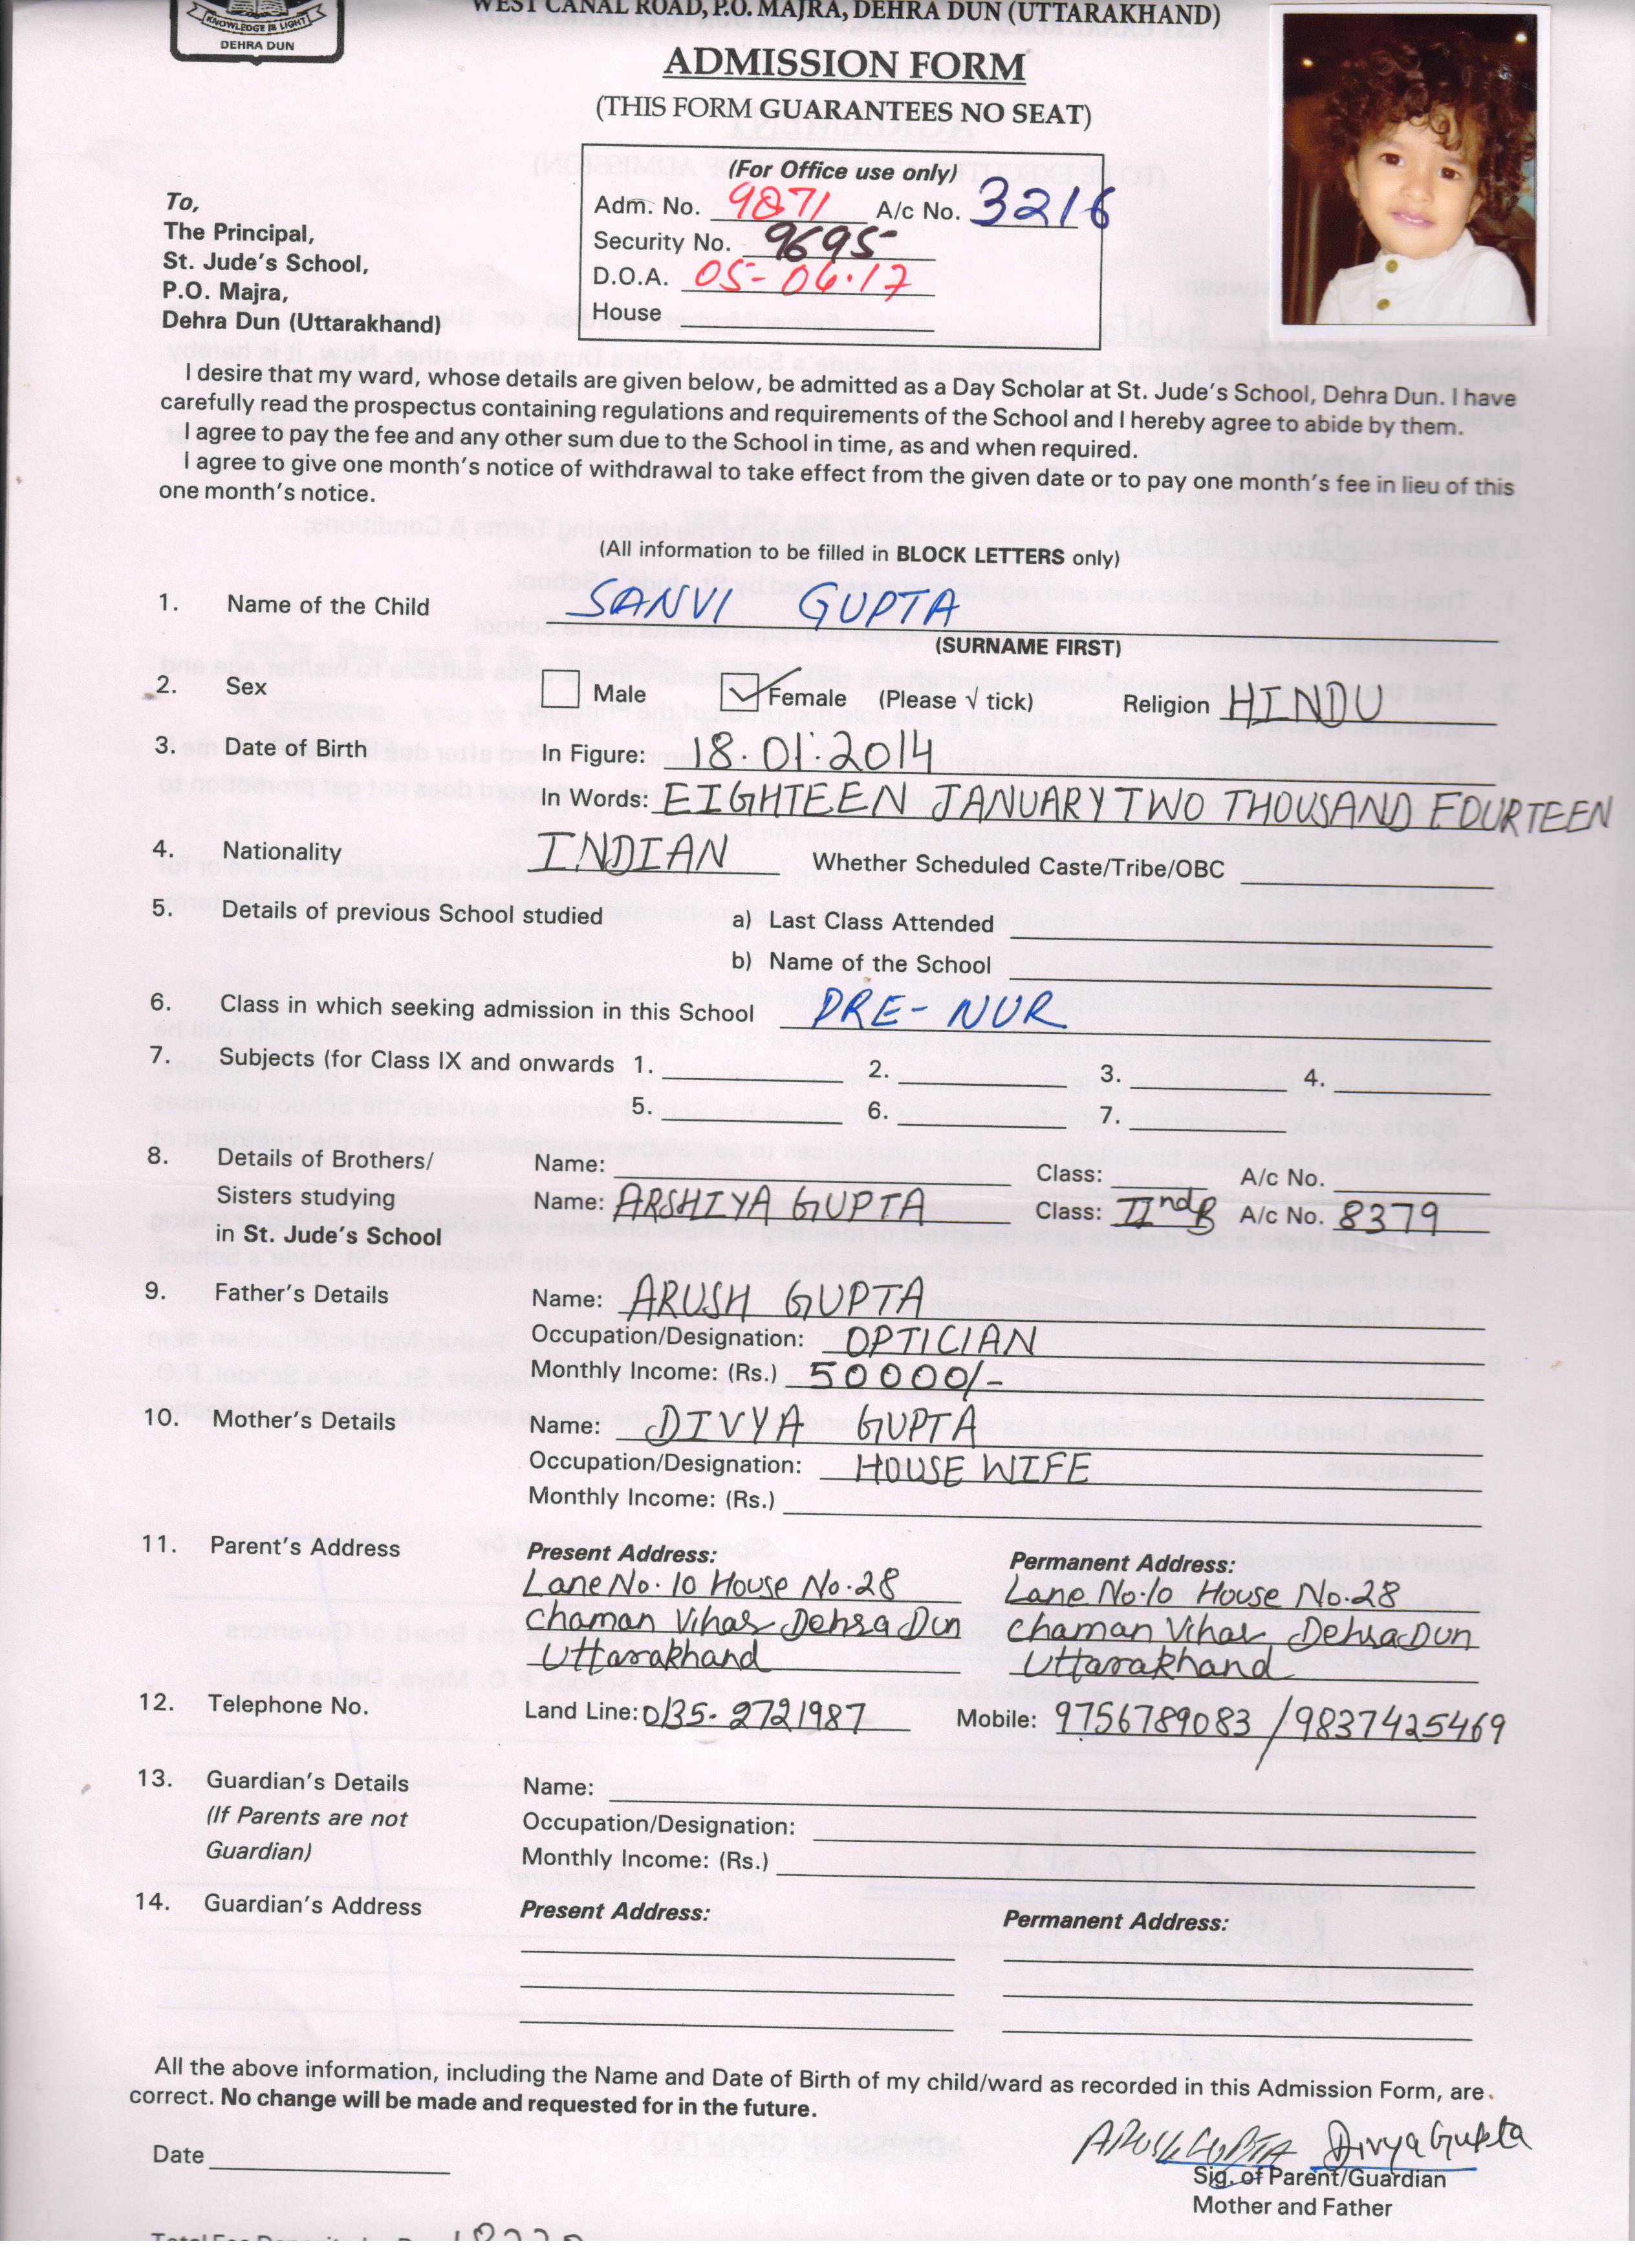 KNOWLEDGE IS LIGHT
DEHRA DUN
WEST CANAL ROAD, P.O. MAJRA, DEHRA DUN (UTTARAKHAND)
ADMISSION FORM
(THIS FORM GUARANTEES NO SEAT)
(For Office use only)
Adm. No. 9871 A/c No. 3216
Security No. 9695
D.O.A. 05-04.17
House
To,
The Principal,
St. Jude's School,
P.O. Majra,
Dehra Dun (Uttarakhand)
I desire that my ward, whose details are given below, be admitted as a Day Scholar at St. Jude's School, Dehra Dun. I have
carefully read the prospectus containing regulations and requirements of the School and I hereby agree to abide by them.
I agree to pay the fee and any other sum due to the School in time, as and when required.
I agree to give one month's notice of withdrawal to take effect from the given date or to pay one month's fee in lieu of this
one month's notice.
(All information to be filled in BLOCK LETTERS only)
1. Name of the Child SANVI GUPTA
(SURNAME FIRST)
2. Sex Male Female (Please √ tick) Religion HINDU
3. Date of Birth In Figure: 18.01.2014
In Words: EIGHTEEN JANUARY TWO THOUSAND FOURTEEN
4. Nationality INDIAN Whether Scheduled Caste/Tribe/OBC
5. Details of previous School studied a) Last Class Attended
b) Name of the School
6. Class in which seeking admission in this School PRE-NUR
7. Subjects (for Class IX and onwards 1. 2. 3. 4.
5. 6. 7.
8. Details of Brothers/ Name: Class: A/c No.
Sisters studying Name: ARSHIYA GUPTA Class: IInd B A/c No. 8379
in St. Jude's School
9. Father's Details Name: ARUSH GUPTA
Occupation/Designation: OPTICIAN
Monthly Income: (Rs.) 50000/-
10. Mother's Details Name: DIVYA GUPTA
Occupation/Designation: HOUSE WIFE
Monthly Income: (Rs.)
11. Parent's Address Present Address: Permanent Address:
Lane No.10 House No.28 Lane No.10 House No.28
Chaman Vihar Dehra Dun Chaman Vihar, Dehra Dun
Uttarakhand Uttarakhand
12. Telephone No. Land Line: 0135-2721987 Mobile: 9756789083 / 9837425469
13. Guardian's Details Name:
(If Parents are not Occupation/Designation:
Guardian) Monthly Income: (Rs.)
14. Guardian's Address Present Address: Permanent Address:
All the above information, including the Name and Date of Birth of my child/ward as recorded in this Admission Form, are
correct. No change will be made and requested for in the future.
ARUSH GUPTA Divya Gupta
Date Sig. of Parent/Guardian
Mother and Father